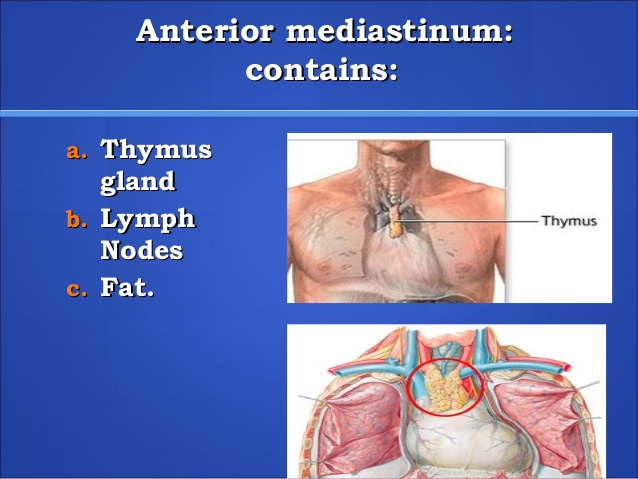 Anterior mediastinum:
contains:
a. Thymus
gland
b. Lymph
Nodes
c. Fat.
Thymus